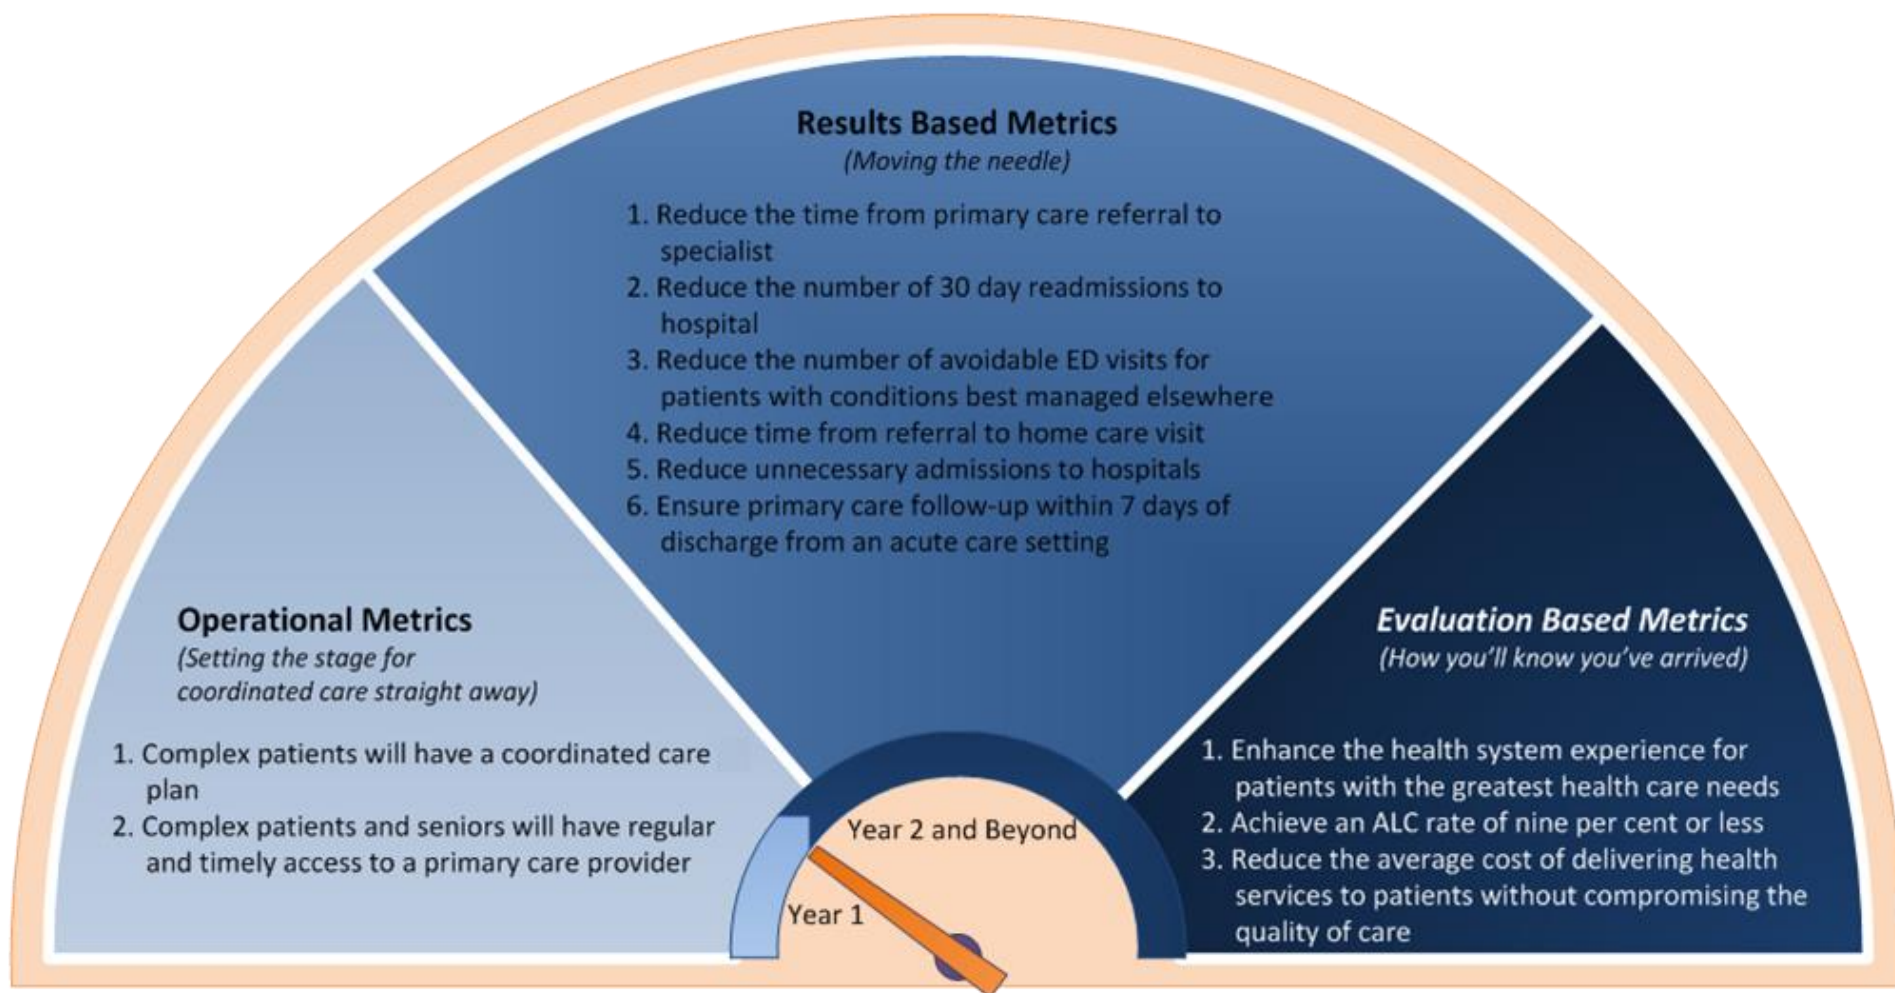 Results Based Metrics
(Moving the needle)
1. Reduce the time from primary care referral to
specialist
2. Reduce the number of 30 day readmissions to
hospital
3. Reduce the number of avoidable ED visits for
patients with conditions best managed elsewhere
4. Reduce time from referral to home care visit
5. Reduce unnecessary admissions to hospitals
6. Ensure primary care follow-up within 7 days of
discharge from an acute care setting
Operational Metrics
(Setting the stage for
coordinated care straight away)
1. Complex patients will have a coordinated care
plan
2. Complex patients and seniors will have regular
and timely access to a primary care provider
Evaluation Based Metrics
(How you'll know you've arrived)
1. Enhance the health system experience for
patients with the greatest health care needs
2. Achieve an ALC rate of nine per cent or less
3. Reduce the average cost of delivering health
services to patients without compromising the
quality of care
Year 2 and Beyond
Year 1